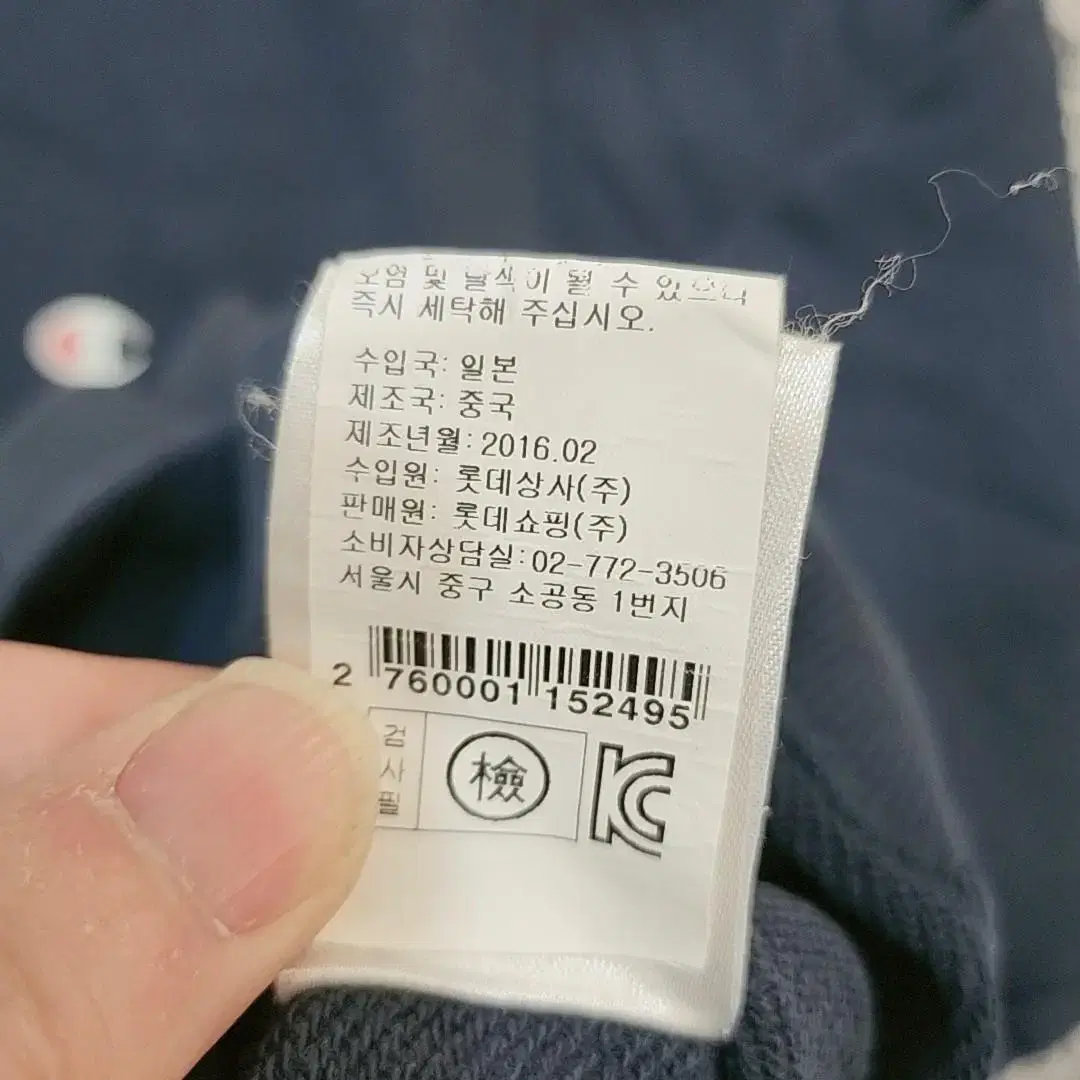 오염 및 탈색이 될 수 있으니
즉시 세탁해 주십시오.
수입국: 일본
제조국: 중국
제조년월: 2016.02
수입원: 롯데상사(주)
판매원: 롯데쇼핑(주)
소비자상담실: 02-772-3506
서울시 중구 소공동 1번지
2 760001 152495
검
사
필
檢
KC